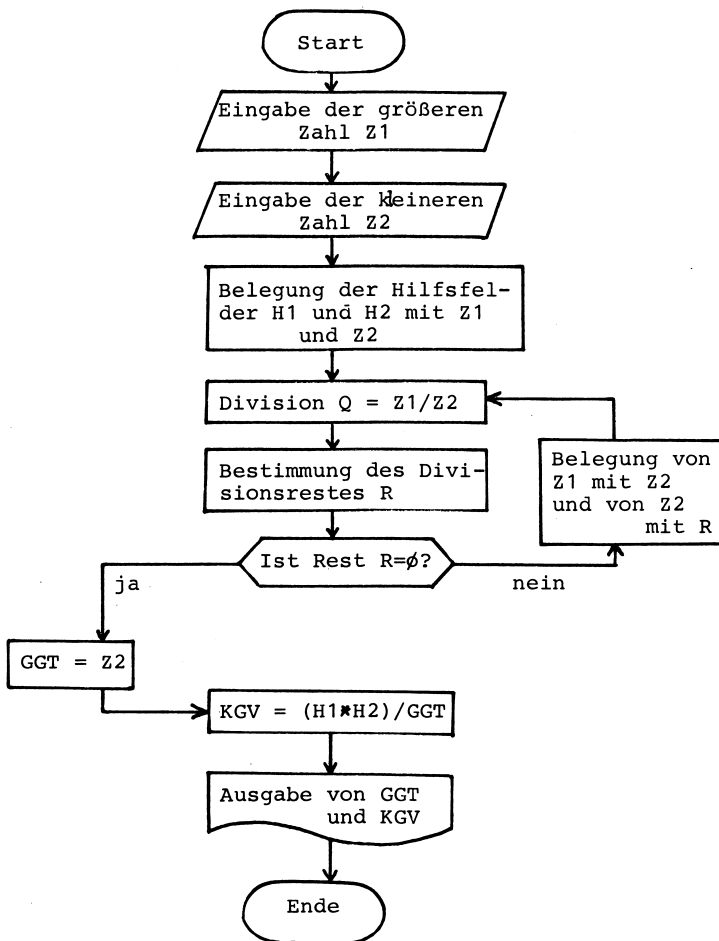 Start
Eingabe der größeren
Zahl Z1
Eingabe der kleineren
Zahl Z2
Belegung der Hilfsfel-
der H1 und H2 mit Z1
und Z2
Division Q = Z1/Z2
Bestimmung des Divi-
sionsrestes R
Belegung von
Z1 mit Z2
und von Z2
mit R
Ist Rest R=ø?
ja
nein
GGT = Z2
KGV = (H1*H2)/GGT
Ausgabe von GGT
und KGV
Ende